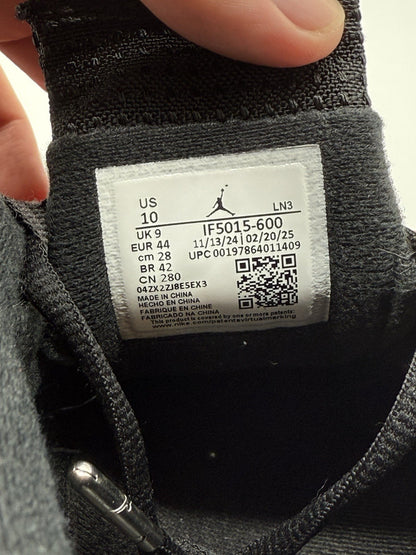 US
10
LN3
UK 9
IF5015-600
EUR 44
11/13/24 | 02/20/25
cm 28
UPC 00197864011409
BR 42
CN 280
04ZX2ZJ8E5EX3
MADE IN CHINA
HECHO EN CHINA
FABRIQUÉ EN CHINE
FABRICADO NA CHINA
This product is covered by one or more patents:
www.nike.com/patentsvirtualmarking